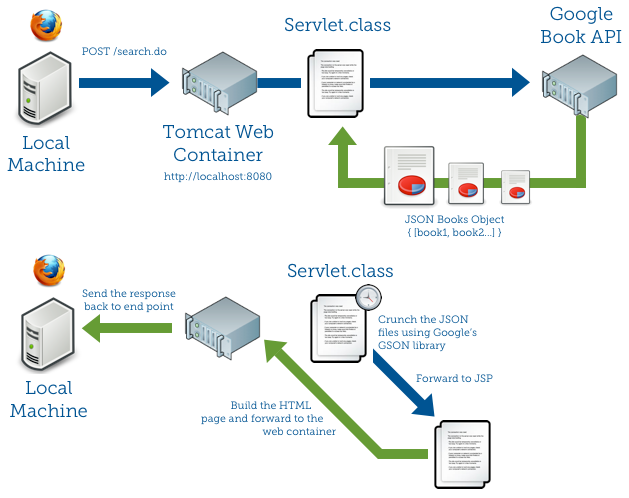 Servlet.class
Google
Book API
POST /search.do
Local
Machine
Tomcat Web
Container
http://localhost:8080
JSON Books Object
{ [book1, book2...] }
Servlet.class
Send the response
back to end point
Crunch the JSON
files using Google's
GSON library
Local
Machine
Forward to JSP
Build the HTML
page and forward to the
web container